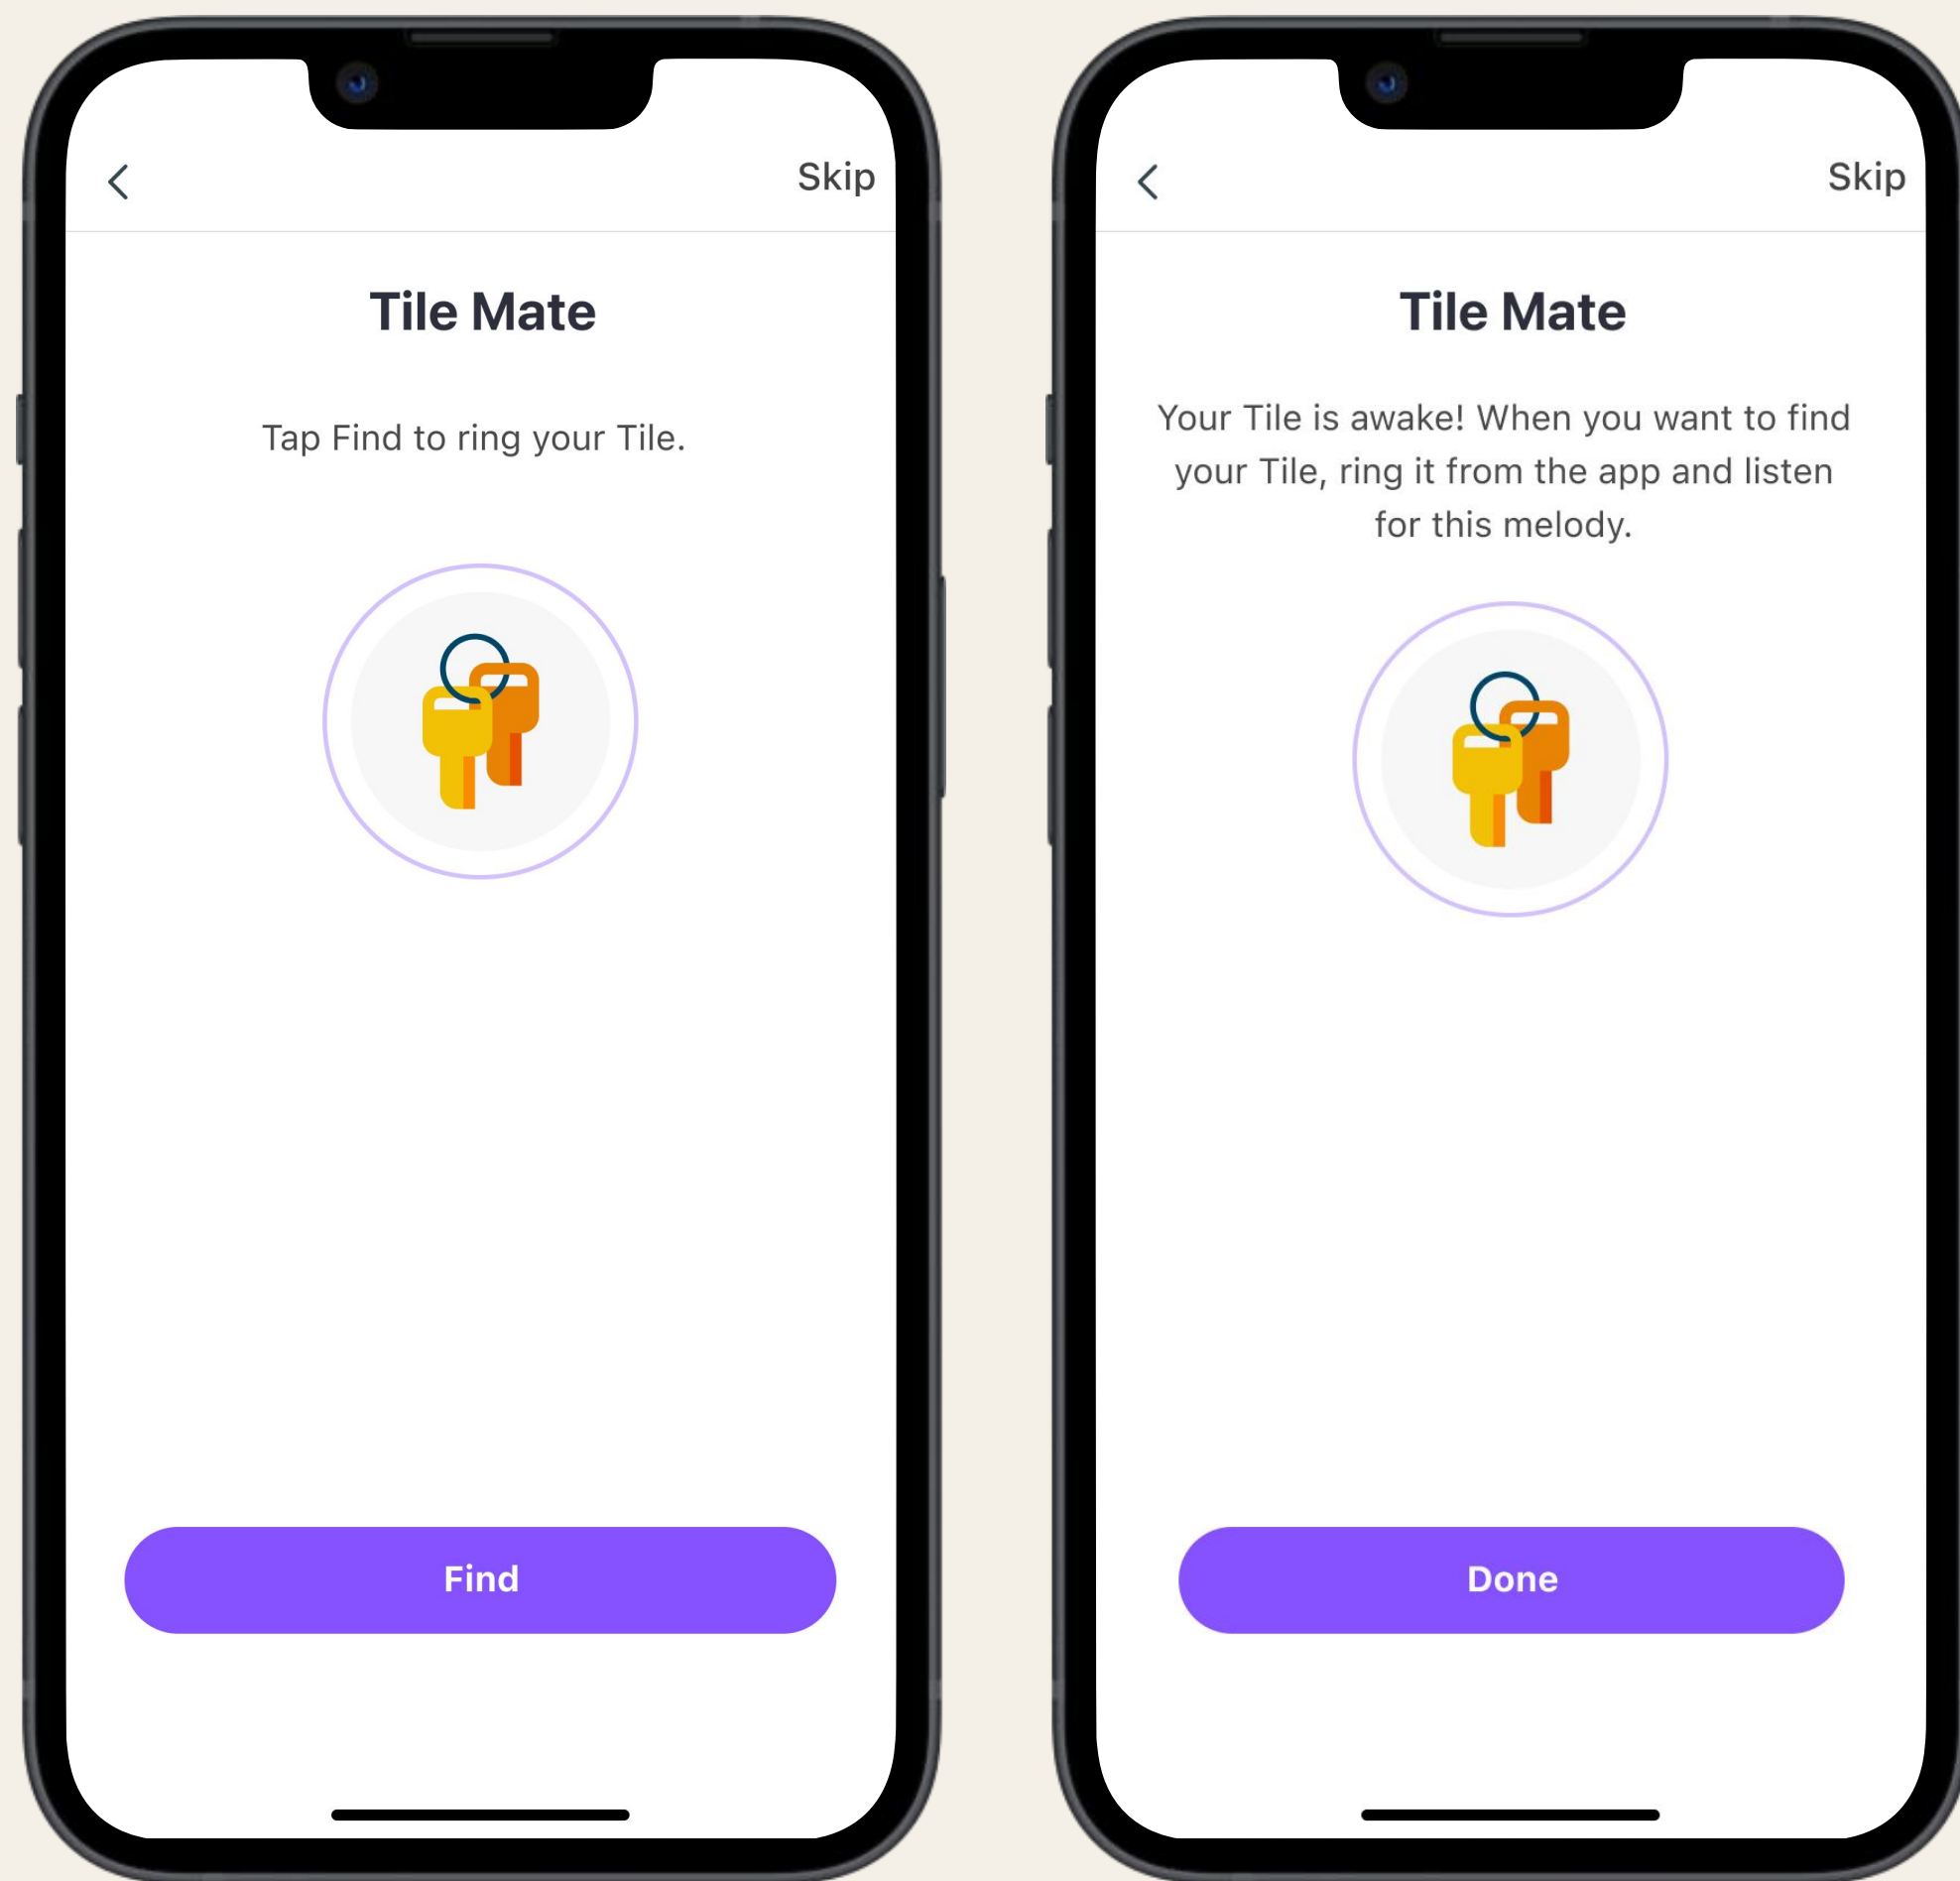 Skip
Tile Mate
Tap Find to ring your Tile.
Find
Skip
Tile Mate
Your Tile is awake! When you want to find
your Tile, ring it from the app and listen
for this melody.
Done